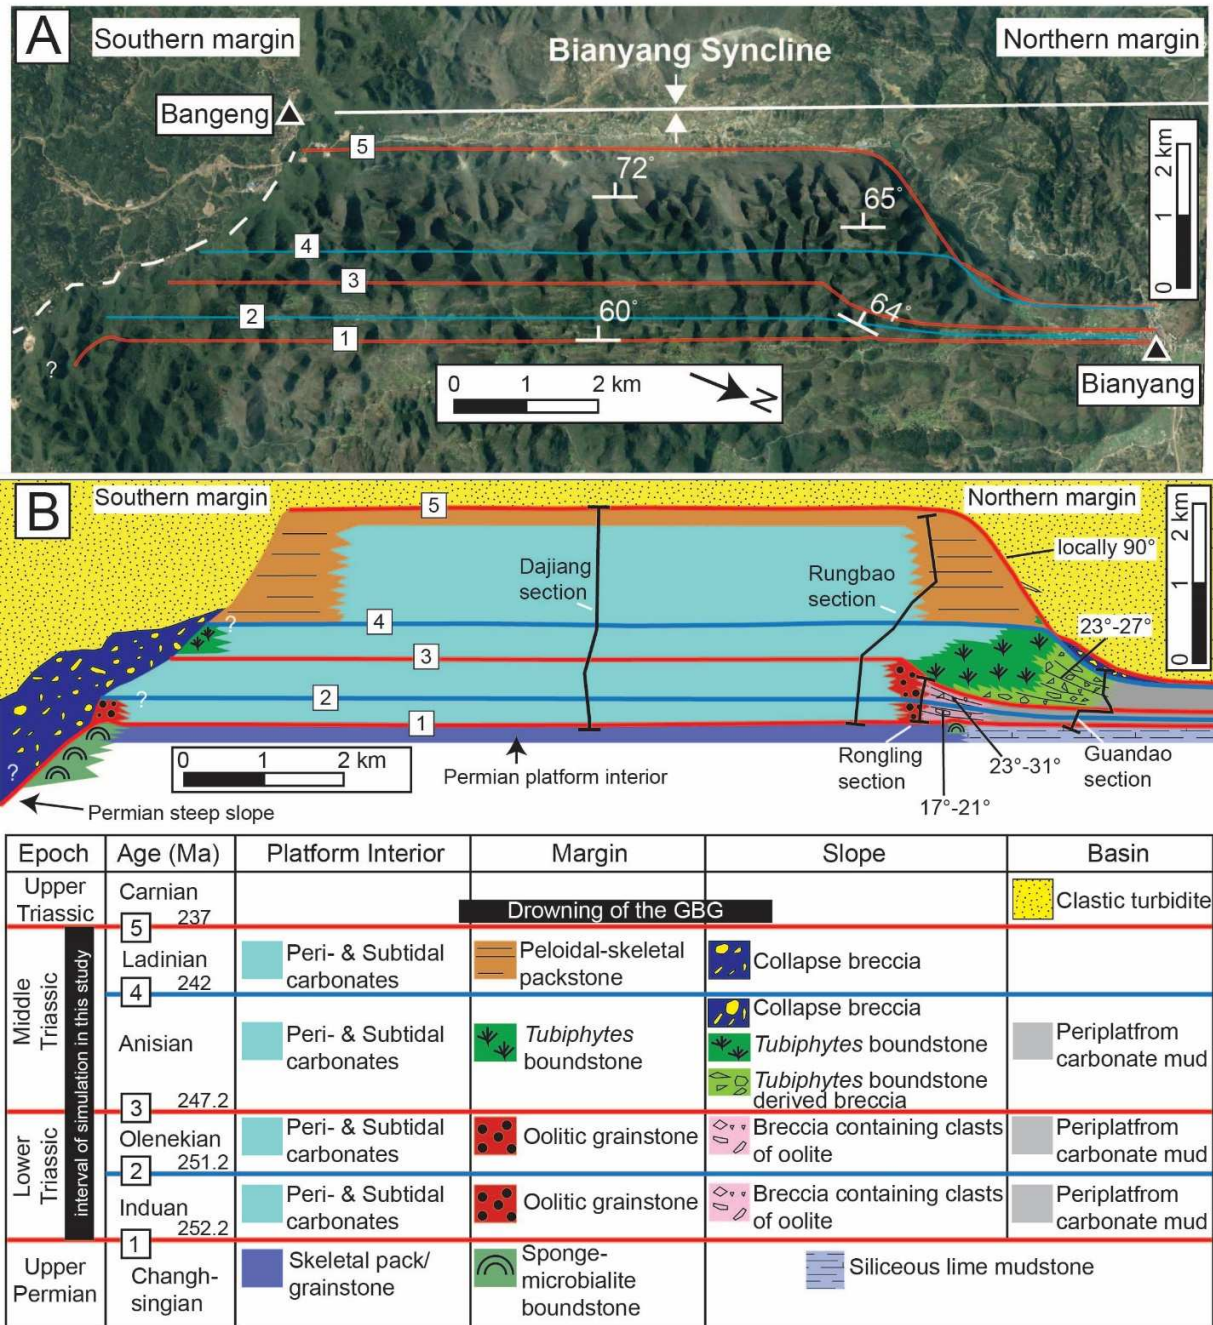 A
Southern margin
Northern margin
Bianyang Syncline
Bangeng
5
72°
65°
2 km
1
0
4
3
2
64°
60°
1
?
0 1 2 km
N
Bianyang
B
Southern margin
Northern margin
5
2 km
1
0
locally 90°
Dajiang
section
Rungbao
section
?
4
23°-27°
3
?
2
1
?
0 1 2 km
Permian platform interior
Rongling
section
23°-31°
Guandao
section
17°-21°
Permian steep slope
Epoch Age (Ma) Platform Interior Margin Slope Basin
Upper
Triassic
Carnian
Clastic turbidite
Drowning of the GBG
5 237
Middle
Triassic
interval of simulation in this study
Ladinian
Peri- & Subtidal
carbonates
Peloidal-skeletal
packstone
Collapse breccia
4 242
Anisian
Peri- & Subtidal
carbonates
Tubiphytes
boundstone
Collapse breccia
Tubiphytes boundstone
Tubiphytes boundstone
derived breccia
Periplatfrom
carbonate mud
3 247.2
Lower
Triassic
Olenekian
Peri- & Subtidal
carbonates
Oolitic grainstone
Breccia containing clasts
of oolite
Periplatfrom
carbonate mud
2 251.2
Induan
Peri- & Subtidal
carbonates
Oolitic grainstone
Breccia containing clasts
of oolite
Periplatfrom
carbonate mud
1 252.2
Upper
Permian
Changh-
singian
Skeletal pack/
grainstone
Sponge-
microbialite
boundstone
Siliceous lime mudstone